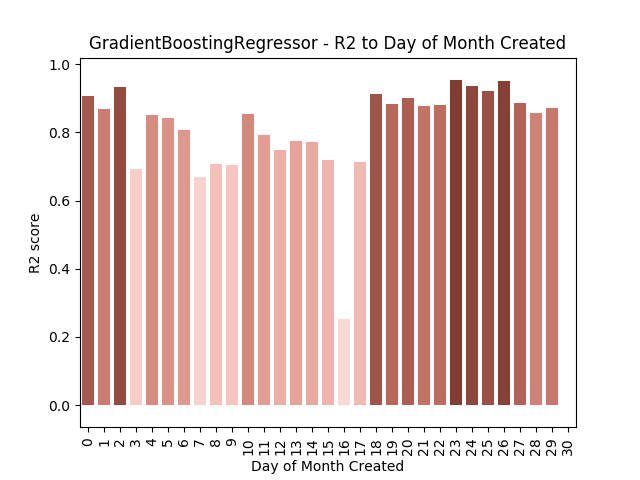 GradientBoostingRegressor - R2 to Day of Month Created
1.0
0.8
0.6
0.4
0.2
0.0
R2 score
0 1 2 3 4 5 6 7 8 9 10 11 12 13 14 15 16 17 18 19 20 21 22 23 24 25 26 27 28 29 30
Day of Month Created